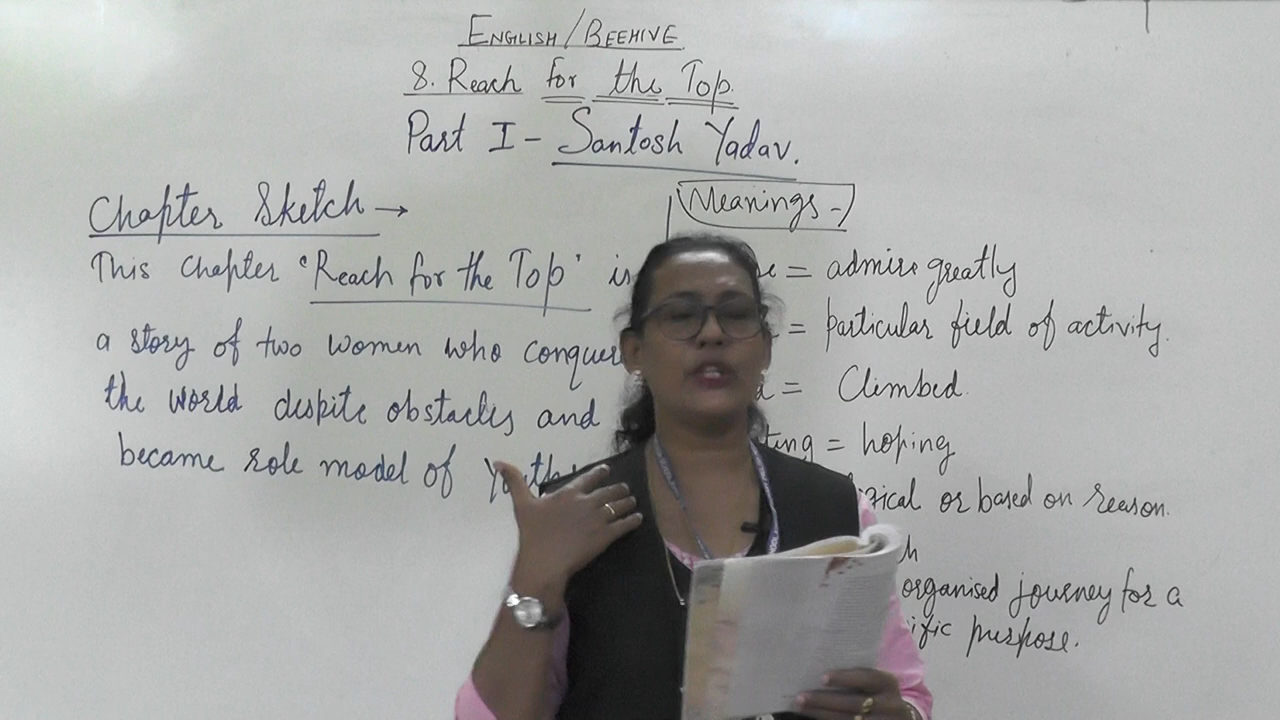 ENGLISH/BEEHIVE
8. Reach for the Top.
Part I - Santosh Yadav.
Chapter Sketch →
This Chapter 'Reach for the Top' is
a story of two women who
the world despite obstacles and
became role model of
Meanings -
= admire greatly
= particular field of activity.
= Climbed.
= hoping
or based on reason.
organised journey for a
purpose.